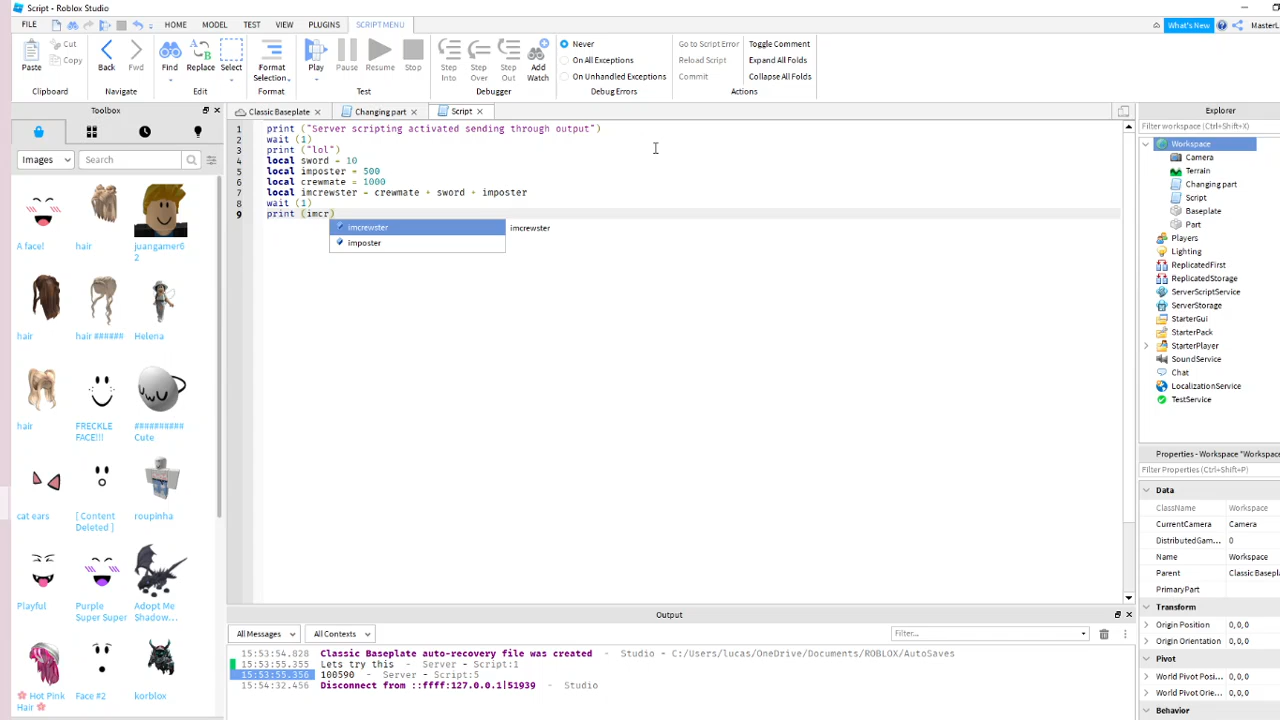 Script - Roblox Studio
FILE HOME MODEL TEST VIEW PLUGINS SCRIPT MENU What's New MasterL
Paste Cut Copy Back Fwd Find Replace Select Format Selection Play Pause Resume Stop Step Into Step Over Step Out Add Watch
Never
On All Exceptions
On Unhandled Exceptions
Go to Script Error
Reload Script
Commit
Toggle Comment
Expand All Folds
Collapse All Folds
Clipboard Navigate Edit Format Test Debugger Debug Errors Actions
Toolbox
Images Search
A face! hair juangamer6
2
hair hair ###### Helena
hair FRECKLE ##########
FACE!!! Cute
cat ears [ Content roupinha
Deleted ]
Playful Purple Adopt Me
Super Super Shadow...
Hot Pink Face #2 korblox
Hair
Classic Baseplate Changing part Script
1 print ("Server scripting activated sending through output")
2 wait (1)
3 print ("lol")
4 local sword = 10
5 local imposter = 500
6 local crewmate = 1000
7 local imcrewster = crewmate + sword + imposter
8 wait (1)
9 print (imcr)
imcrewster imcrewster
imposter
Output
All Messages All Contexts Filter...
15:53:54.828 Classic Baseplate auto-recovery file was created - Studio - C:/Users/lucas/OneDrive/Documents/ROBLOX/AutoSaves
15:53:55.355 Lets try this - Server - Script:1
15:53:55.356 100590 - Server - Script:5
15:54:32.456 Disconnect from ::ffff:127.0.0.1|51939 - Studio
Explorer
Filter workspace (Ctrl+Shift+X)
Workspace
Camera
Terrain
Changing part
Script
Baseplate
Part
Players
Lighting
ReplicatedFirst
ReplicatedStorage
ServerScriptService
ServerStorage
StarterGui
StarterPack
StarterPlayer
SoundService
Chat
LocalizationService
TestService
Properties - Workspace "Workspace
Filter Properties (Ctrl+Shift+P)
Data
ClassName Workspace
CurrentCamera Camera
DistributedGam... 0
Name Workspace
Parent Classic Basepla
PrimaryPart
Transform
Origin Position 0, 0, 0
Origin Orientation 0, 0, 0
Pivot
World Pivot Posi... 0, 0, 0
World Pivot Orie... 0, 0, 0
Behavior